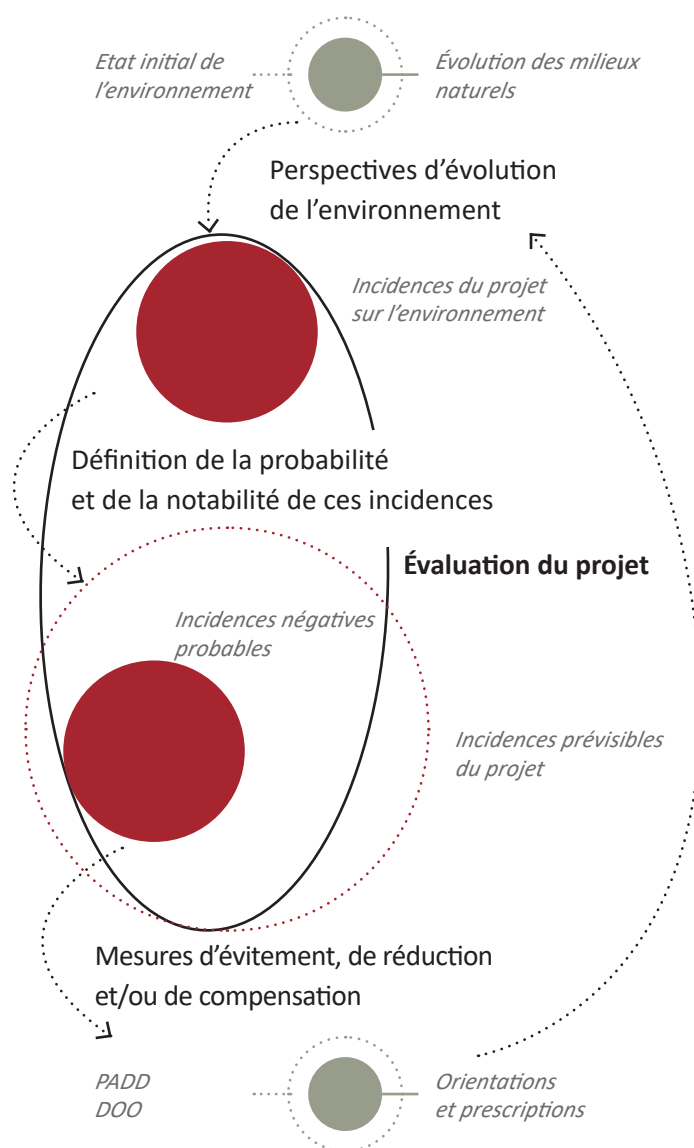 Etat initial de
l’environnement
Évolution des milieux
naturels
Perspectives d’évolution
de l’environnement
Incidences du projet
sur l’environnement
Définition de la probabilité
et de la notabilité de ces incidences
Évaluation du projet
Incidences négatives
probables
Incidences prévisibles
du projet
Mesures d’évitement, de réduction
et/ou de compensation
PADD
DOO
Orientations
et prescriptions